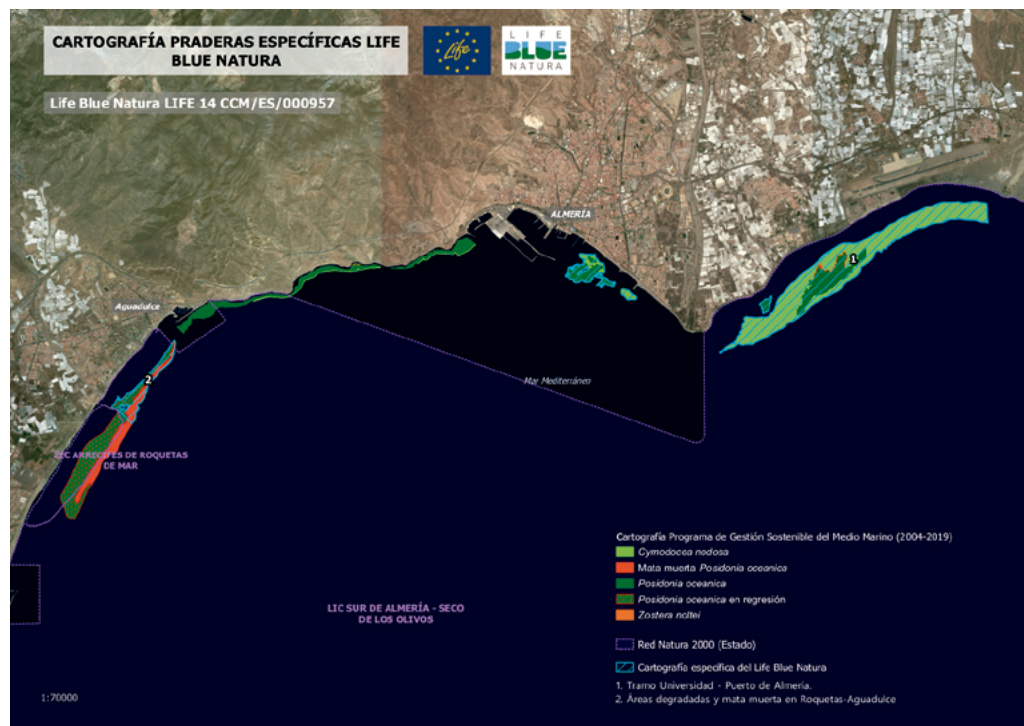 CARTOGRAFÍA PRADERAS ESPECÍFICAS LIFE
BLUE NATURA
Life
LIFE
BLUE
NATURA
Life Blue Natura LIFE 14 CCM/ES/000957
ALMERÍA
1
Aguadulce
2
Mar Mediterráneo
ZEC ARRECIFES DE ROQUETAS
DE MAR
LIC SUR DE ALMERÍA - SECO
DE LOS OLIVOS
Cartografía Programa de Gestión Sostenible del Medio Marino (2004-2019)
Cymodocea nodosa
Mata muerta Posidonia oceanica
Posidonia oceanica
Posidonia oceanica en regresión
Zostera noltei
Red Natura 2000 (Estado)
Cartografía específica del Life Blue Natura
1. Tramo Universidad - Puerto de Almería.
2. Áreas degradadas y mata muerta en Roquetas-Aguadulce
1:70000